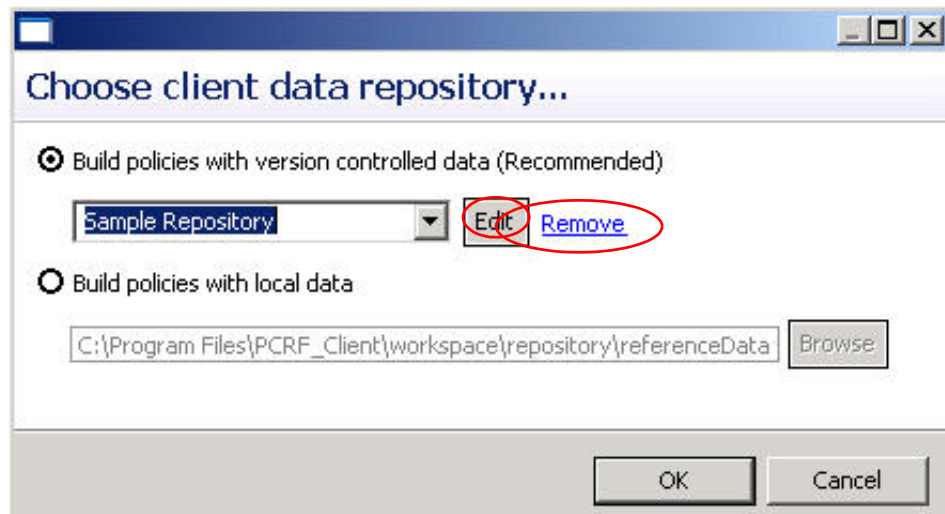 Choose client data repository...
Build policies with version controlled data (Recommended)
Sample Repository Edit Remove
Build policies with local data
C:\Program Files\PCRF_Client\workspace\repository\referenceData Browse
OK Cancel